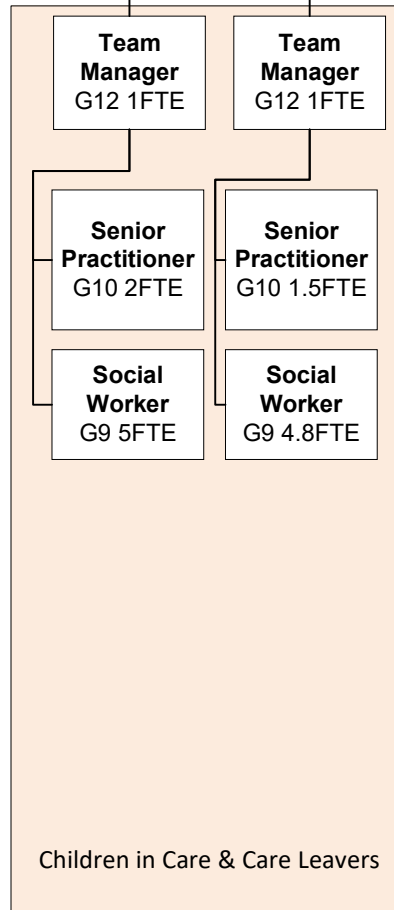 Team
Manager
G12 1FTE
Senior
Practitioner
G10 2FTE
Social
Worker
G9 5FTE
Team
Manager
G12 1FTE
Senior
Practitioner
G10 1.5FTE
Social
Worker
G9 4.8FTE
Children in Care & Care Leavers